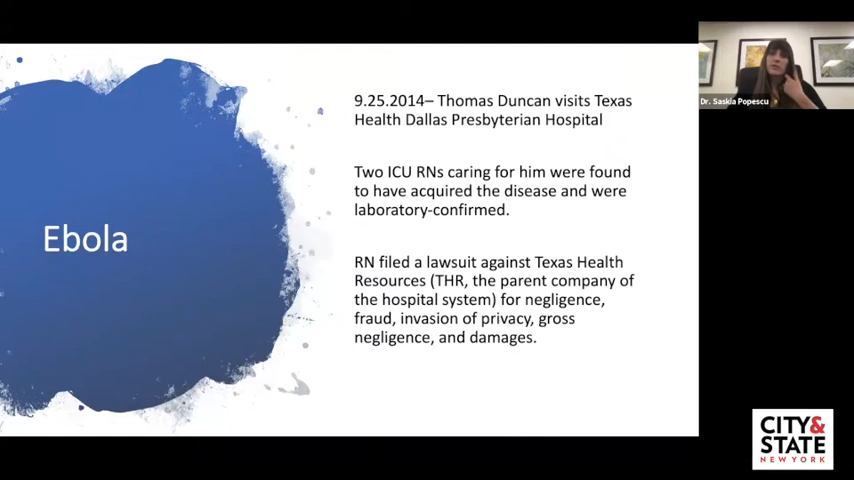 Ebola
9.25.2014– Thomas Duncan visits Texas
Health Dallas Presbyterian Hospital
Two ICU RNs caring for him were found
to have acquired the disease and were
laboratory-confirmed.
RN filed a lawsuit against Texas Health
Resources (THR, the parent company of
the hospital system) for negligence,
fraud, invasion of privacy, gross
negligence, and damages.
Dr. Saskia Popescu
CITY&
STATE
NEW YORK